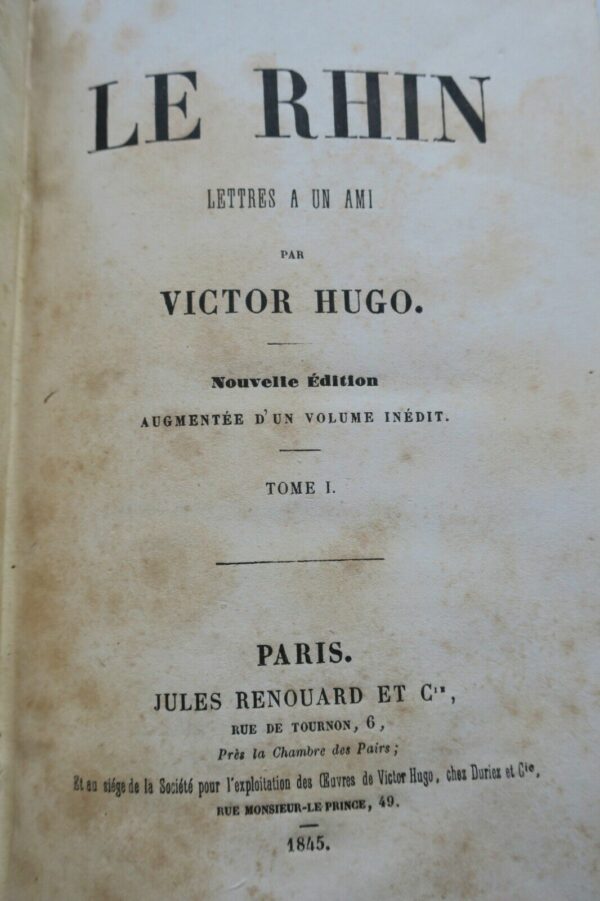 LE RHIN
LETTRES A UN AMI
PAR
VICTOR HUGO.
Nouvelle Édition
AUGMENTÉE D'UN VOLUME INÉDIT.
TOME I.
PARIS.
JULES RENOUARD ET Cie,
RUE DE TOURNON, 6,
Près la Chambre des Pairs;
Et au siége de la Société pour l'exploitation des Œuvres de Victor Hugo, chez Duriez et Cie,
RUE MONSIEUR-LE PRINCE, 49.
1845.